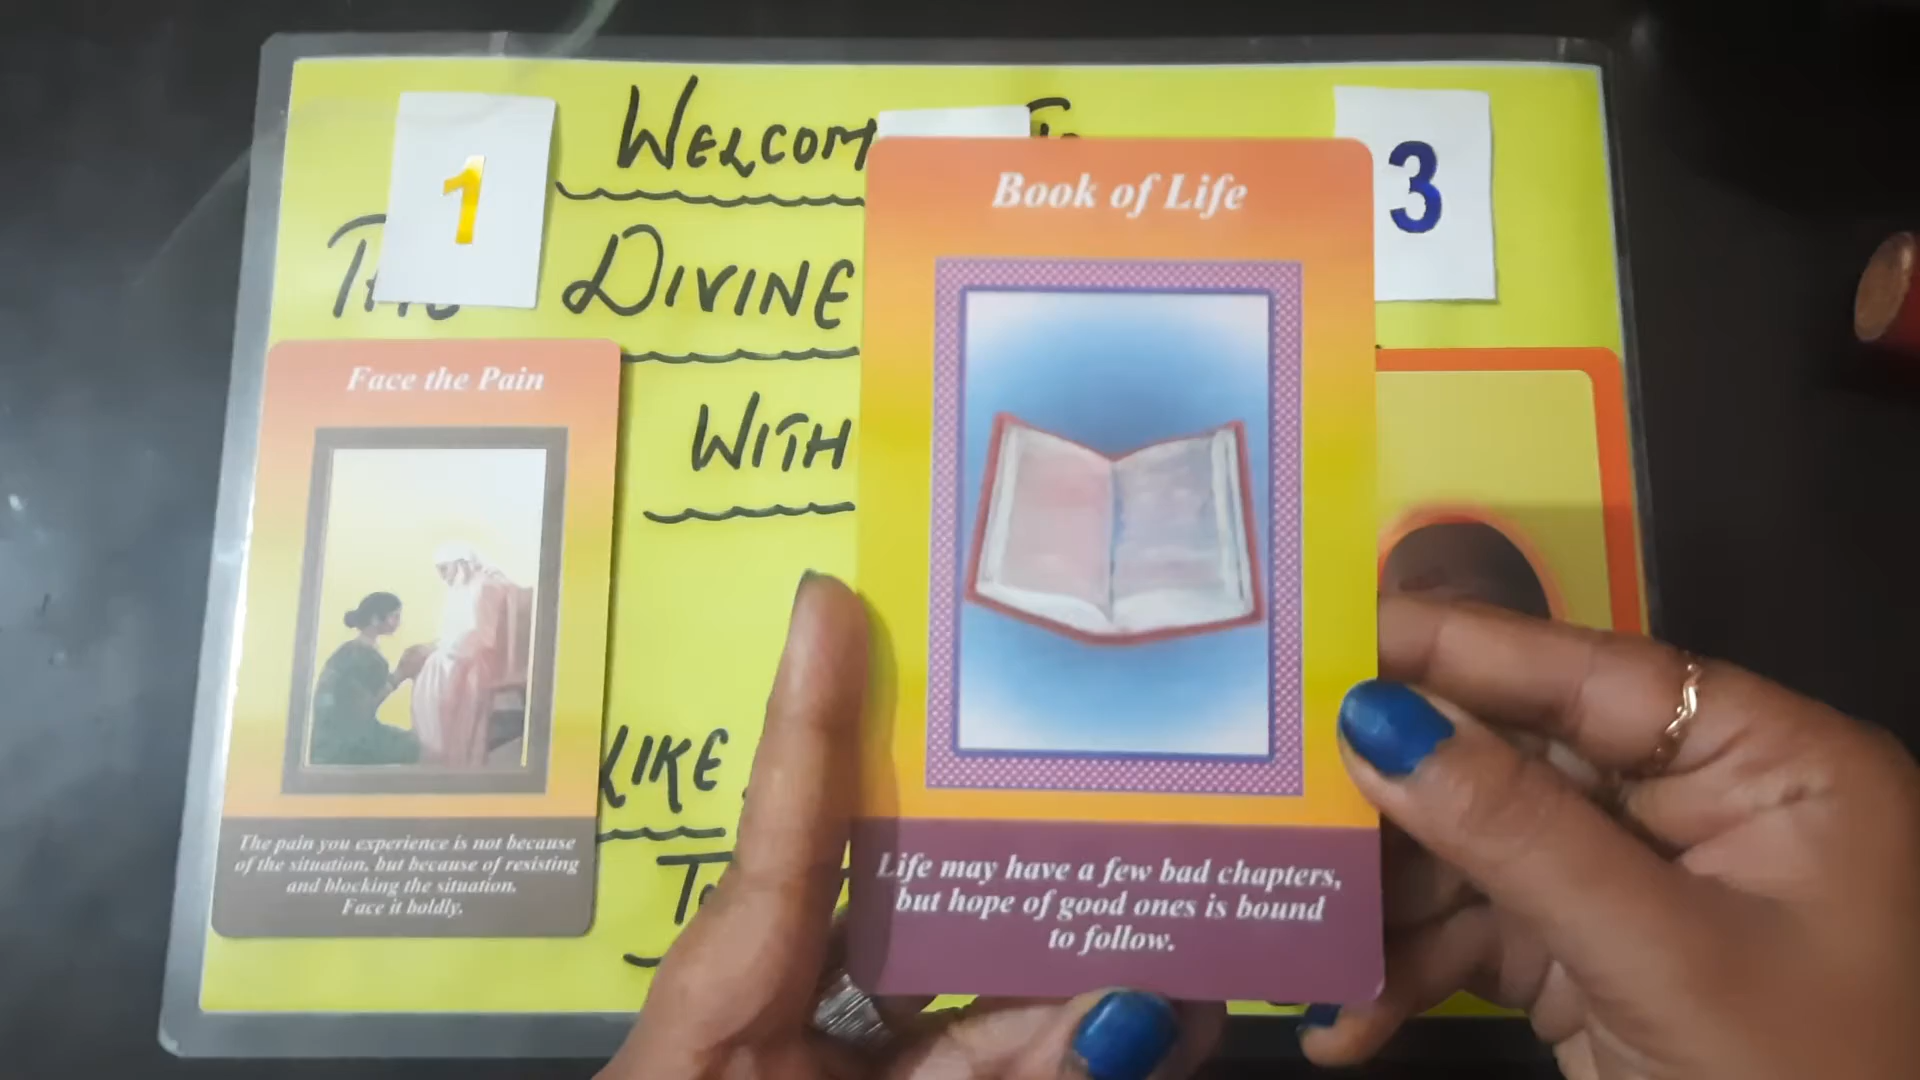 WELCOM
1
3
DIVINE
WITH
LIKE
Face the Pain
The pain you experience is not because
of the situation, but because of resisting
and blocking the situation.
Face it boldly.
Book of Life
Life may have a few bad chapters,
but hope of good ones is bound
to follow.